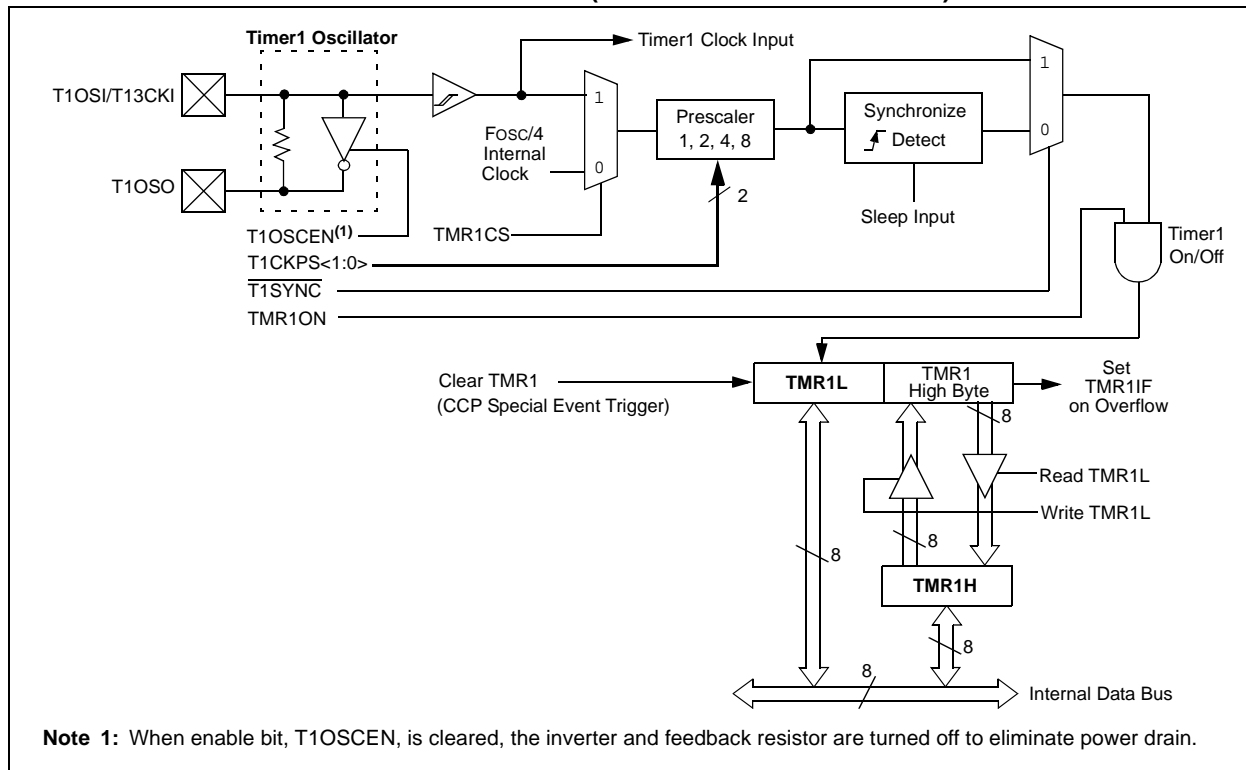 Timer1 Oscillator
Timer1 Clock Input
T1OSI/T13CKI
T1OSO
1
FOSC/4
Internal
Clock
0
Prescaler
1, 2, 4, 8
2
Synchronize
Detect
Sleep Input
1
0
T1OSCEN(1)
TMR1CS
T1CKPS<1:0>
T1SYNC
TMR1ON
Timer1
On/Off
Clear TMR1
(CCP Special Event Trigger)
TMR1L
TMR1
High Byte
Set
TMR1IF
on Overflow
8
Read TMR1L
Write TMR1L
8
8
TMR1H
8
8
Internal Data Bus
Note 1: When enable bit, T1OSCEN, is cleared, the inverter and feedback resistor are turned off to eliminate power drain.